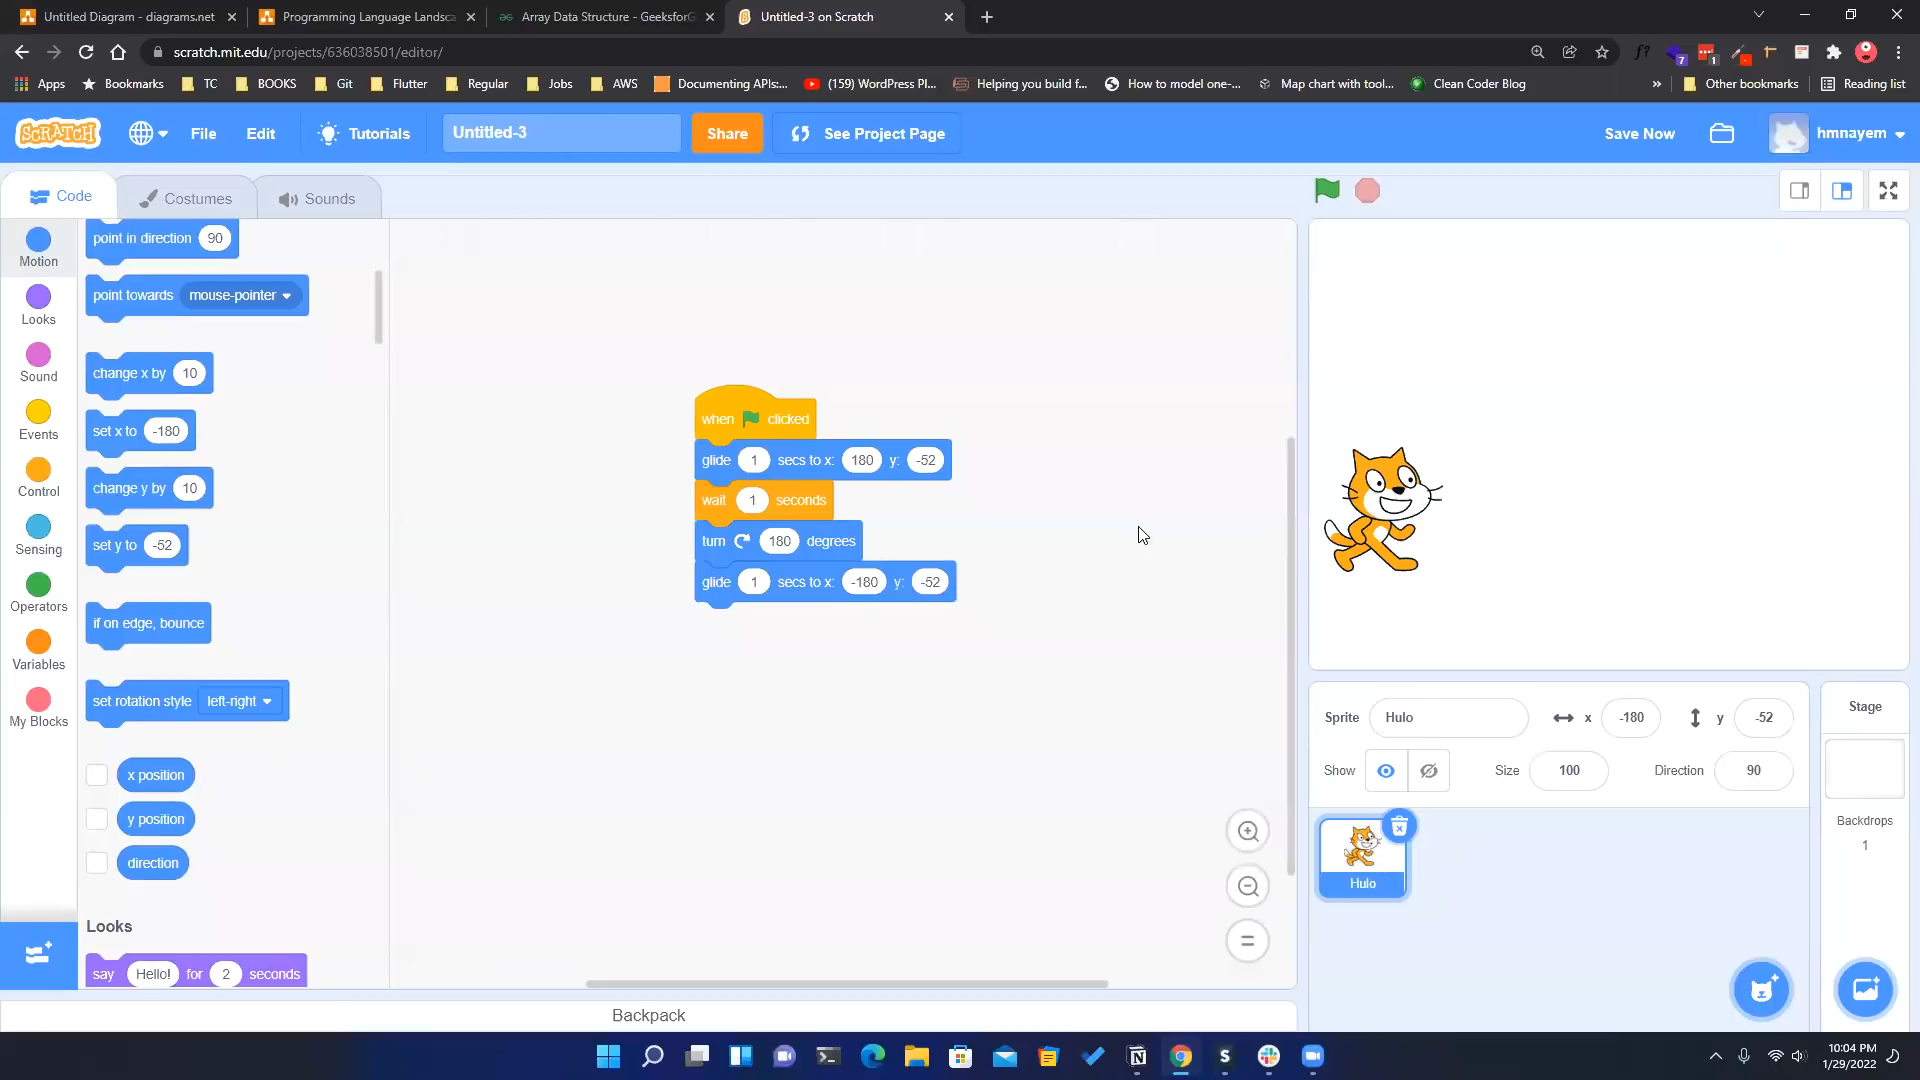 Untitled Diagram - diagrams.net
Programming Language Landsca
Array Data Structure - GeeksforG
Untitled-3 on Scratch
scratch.mit.edu/projects/636038501/editor/
Apps
Bookmarks
TC
BOOKS
Git
Flutter
Regular
Jobs
AWS
Documenting APIs:...
(159) WordPress Pl...
Helping you build f...
How to model one-...
Map chart with tool...
Clean Coder Blog
Other bookmarks
Reading list
SCRATCH
File
Edit
Tutorials
Untitled-3
Share
See Project Page
Save Now
hmnayem
Code
Costumes
Sounds
Motion
Looks
Sound
Events
Control
Sensing
Operators
Variables
My Blocks
point in direction 90
point towards mouse-pointer
change x by 10
set x to -180
change y by 10
set y to -52
if on edge, bounce
set rotation style left-right
x position
y position
direction
Looks
say Hello! for 2 seconds
when clicked
glide 1 secs to x: 180 y: -52
wait 1 seconds
turn 180 degrees
glide 1 secs to x: -180 y: -52
Sprite Hulo x -180 y -52
Show Size 100 Direction 90
Hulo
Stage
Backdrops
1
Backpack
10:04 PM
1/29/2022